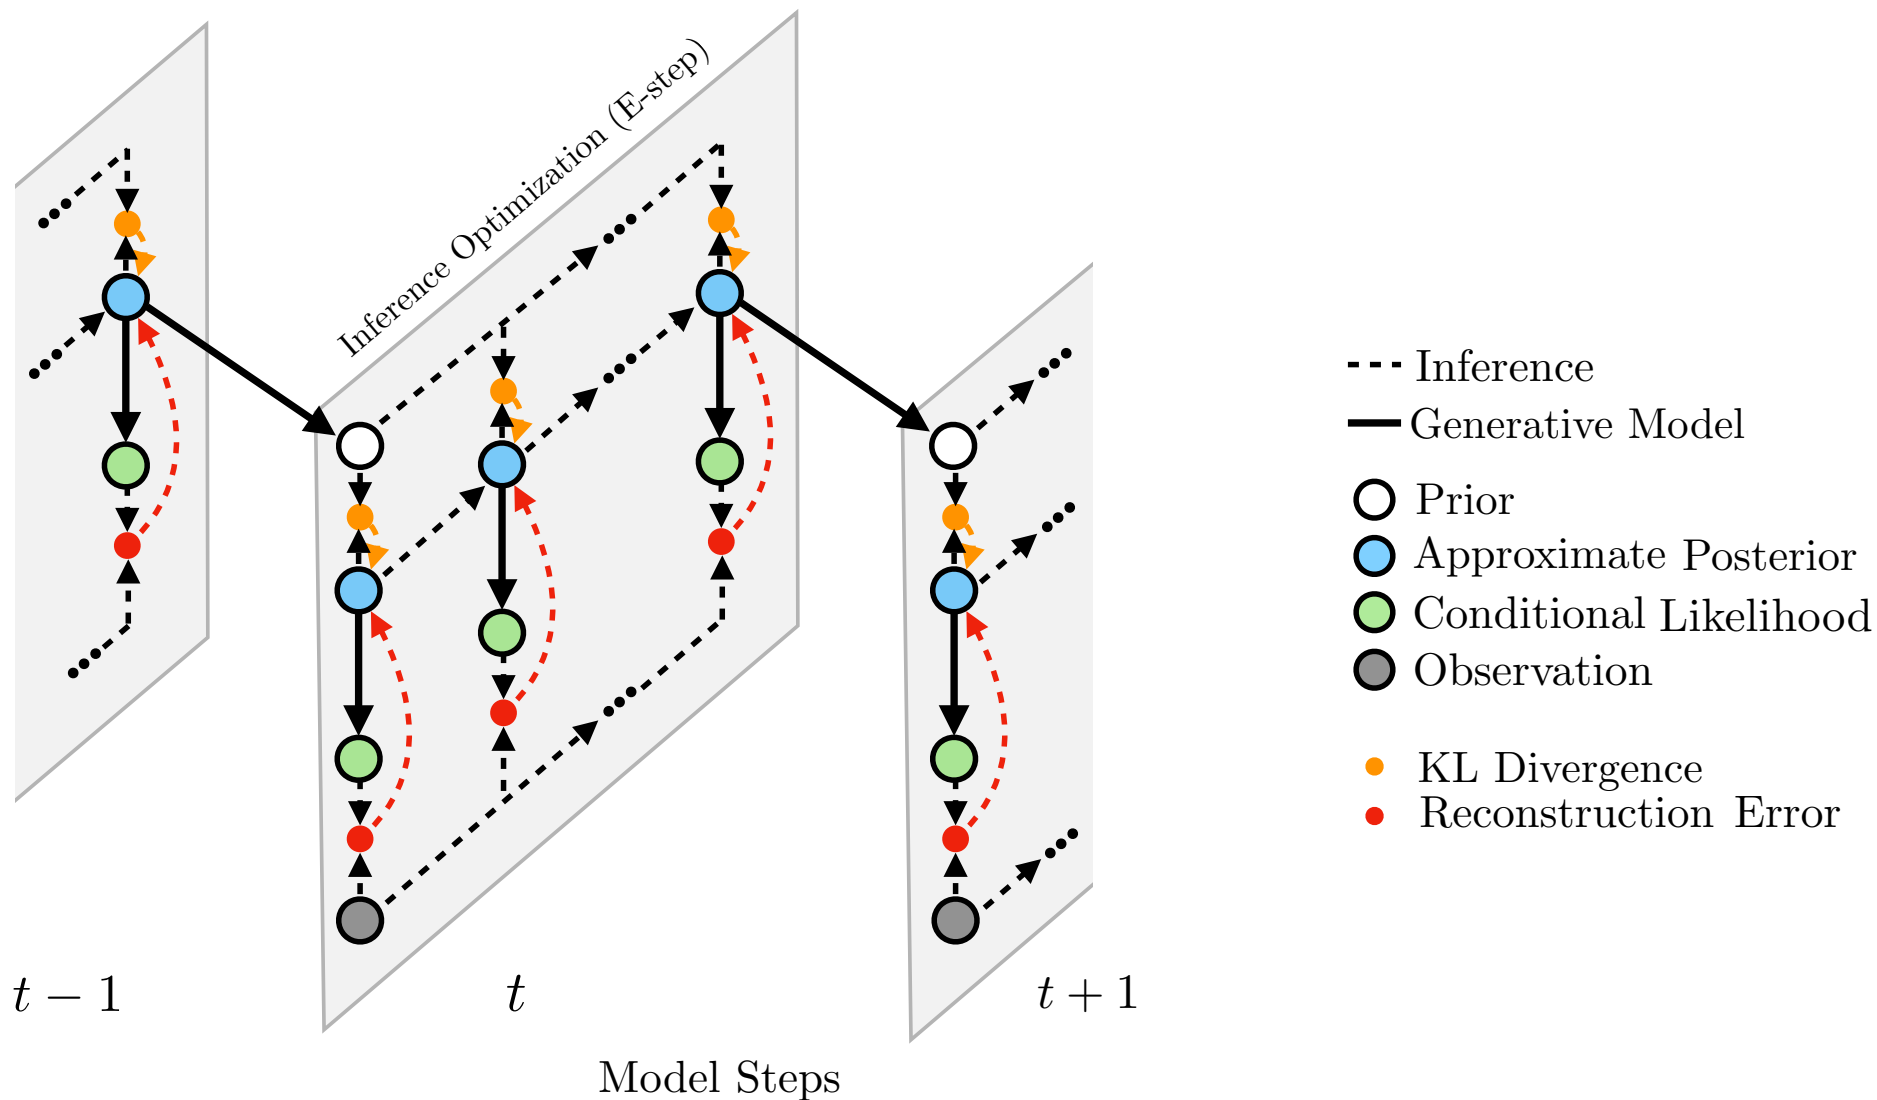 Inference Optimization (E-step)
Inference
Generative Model
Prior
Approximate Posterior
Conditional Likelihood
Observation
KL Divergence
Reconstruction Error
t − 1
t
t + 1
Model Steps